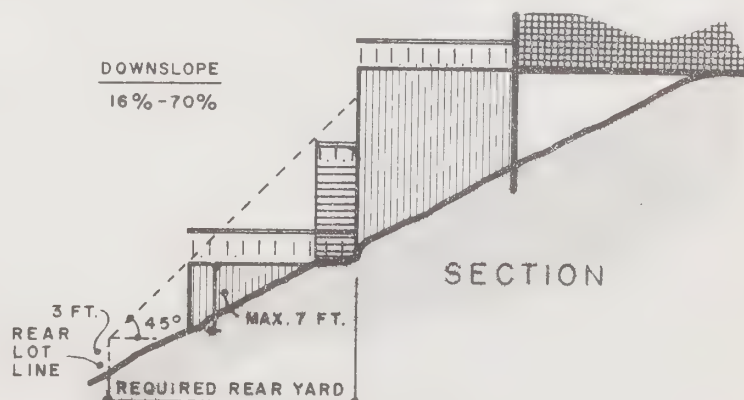 DOWNSLOPE
16%-70%
SECTION
3 FT.
45°
MAX. 7 FT.
REAR
LOT
LINE
REQUIRED REAR YARD